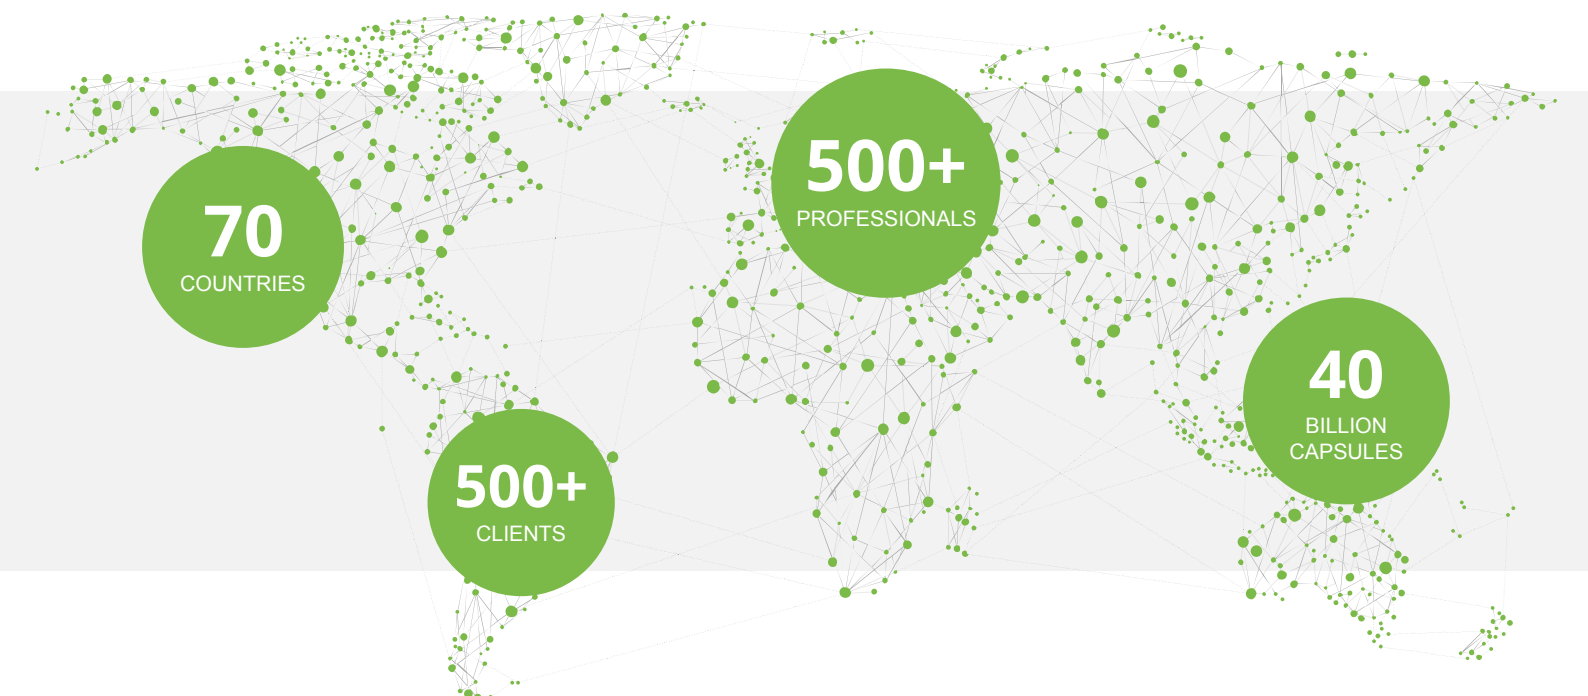 70
COUNTRIES
500+
PROFESSIONALS
500+
CLIENTS
40
BILLION
CAPSULES